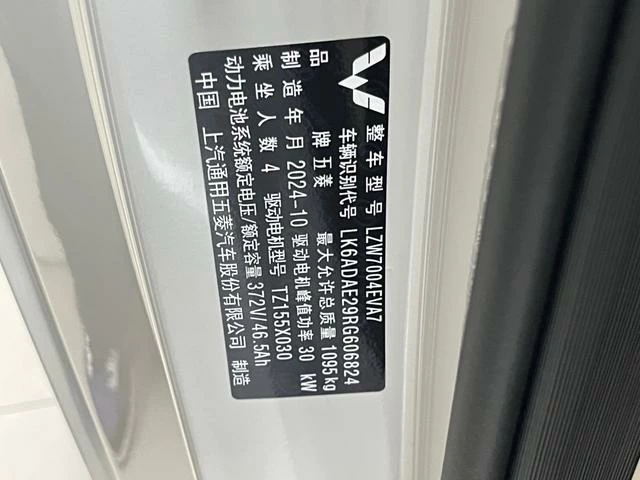 整车型号 LZW7004EVA7
车辆识别代号 LK6ADAE29RG606824
品 牌 五菱 最大允许总质量 1095 kg
制造年月 2024-10 驱动电机峰值功率 30 kW
乘坐人数 4 驱动电机型号 TZ155X030
动力电池系统额定电压/额定容量 372V/46.5Ah
中国 上汽通用五菱汽车股份有限公司 制造